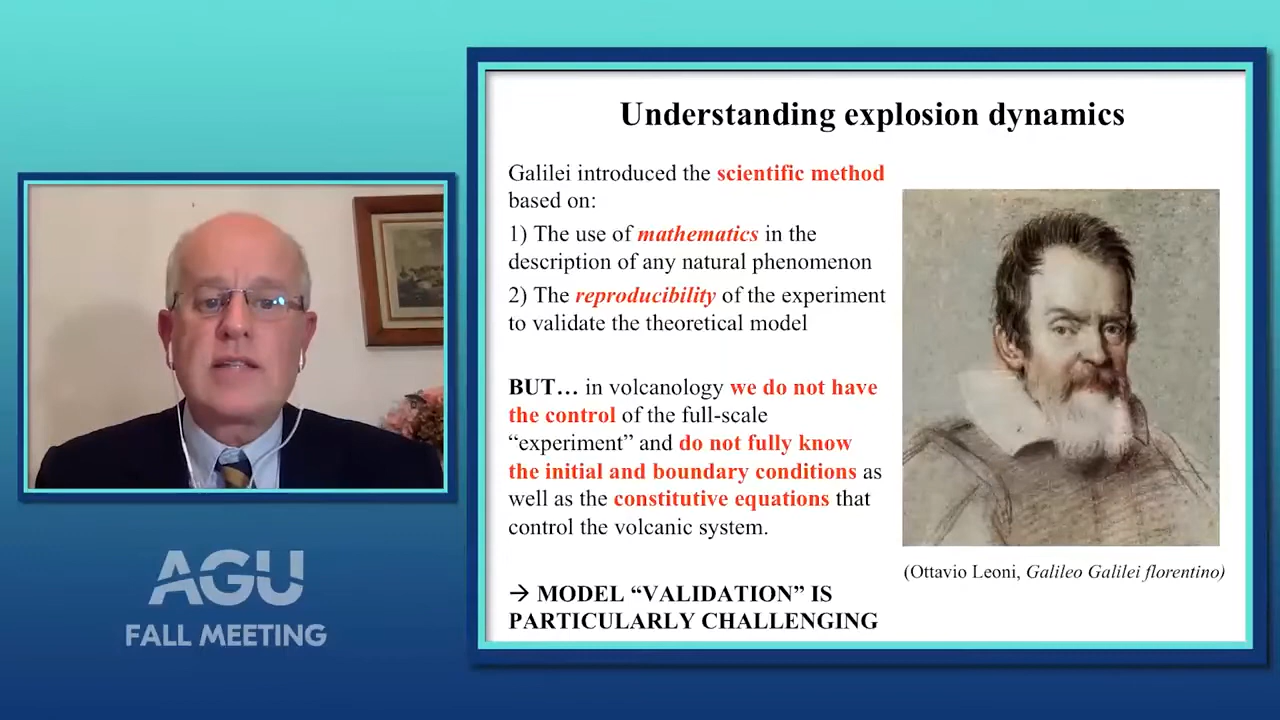 Understanding explosion dynamics
Galilei introduced the scientific method
based on:
1) The use of mathematics in the
description of any natural phenomenon
2) The reproducibility of the experiment
to validate the theoretical model
BUT… in volcanology we do not have
the control of the full-scale
“experiment” and do not fully know
the initial and boundary conditions as
well as the constitutive equations that
control the volcanic system.
→ MODEL “VALIDATION” IS
PARTICULARLY CHALLENGING
(Ottavio Leoni, Galileo Galilei florentino)
AGU
FALL MEETING